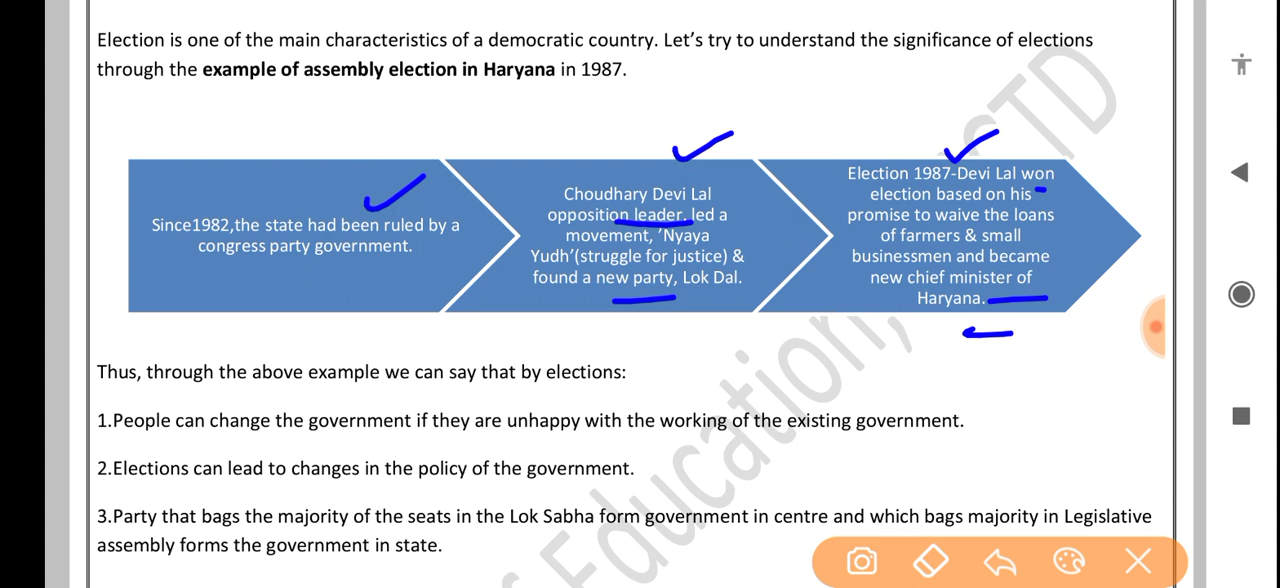 Election is one of the main characteristics of a democratic country. Let’s try to understand the significance of elections
through the example of assembly election in Haryana in 1987.
Since1982,the state had been ruled by a
congress party government.
Choudhary Devi Lal
opposition leader. led a
movement, ‘Nyaya
Yudh’(struggle for justice) &
found a new party, Lok Dal.
Election 1987-Devi Lal won
election based on his
promise to waive the loans
of farmers & small
businessmen and became
new chief minister of
Haryana.
Thus, through the above example we can say that by elections:
1.People can change the government if they are unhappy with the working of the existing government.
2.Elections can lead to changes in the policy of the government.
3.Party that bags the majority of the seats in the Lok Sabha form government in centre and which bags majority in Legislative
assembly forms the government in state.
Education,